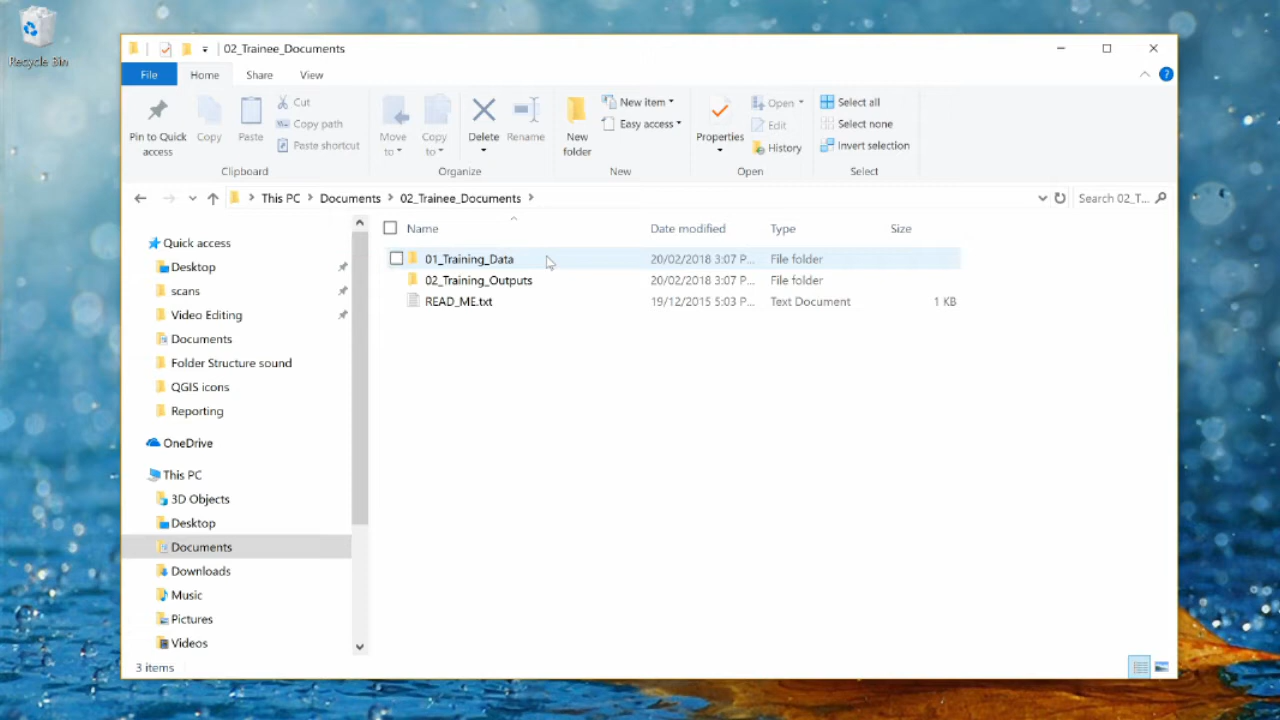 Recycle Bin
02_Trainee_Documents
File Home Share View
Pin to Quick access
Copy
Paste
Cut
Copy path
Paste shortcut
Clipboard
Move to
Copy to
Delete
Rename
Organize
New folder
New item
Easy access
New
Properties
Open
Edit
History
Open
Select all
Select none
Invert selection
Select
This PC Documents 02_Trainee_Documents
Search 02_T...
Name Date modified Type Size
01_Training_Data 20/02/2018 3:07 P... File folder
02_Training_Outputs 20/02/2018 3:07 P... File folder
READ_ME.txt 19/12/2015 5:03 P... Text Document 1 KB
Quick access
Desktop
scans
Video Editing
Documents
Folder Structure sound
QGIS icons
Reporting
OneDrive
This PC
3D Objects
Desktop
Documents
Downloads
Music
Pictures
Videos
3 items